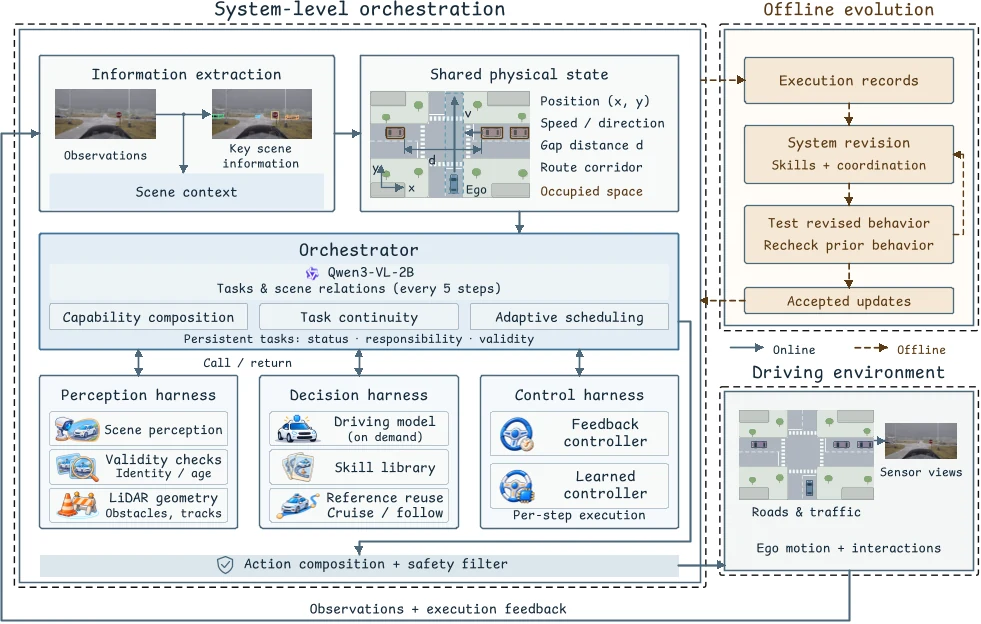 System-level orchestration
Information extraction
Observations
Key scene
information
Scene context
Shared physical state
v
d
y
x
Ego
Position (x, y)
Speed / direction
Gap distance d
Route corridor
Occupied space
Orchestrator
Qwen3-VL-2B
Tasks & scene relations (every 5 steps)
Capability composition
Task continuity
Adaptive scheduling
Persistent tasks: status · responsibility · validity
Call / return
Perception harness
Scene perception
Validity checks
Identity / age
LiDAR geometry
Obstacles, tracks
Decision harness
Driving model
(on demand)
Skill library
Reference reuse
Cruise / follow
Control harness
Feedback
controller
Learned
controller
Per-step execution
Action composition + safety filter
Observations + execution feedback
Offline evolution
Execution records
System revision
Skills + coordination
Test revised behavior
Recheck prior behavior
Accepted updates
Online
Offline
Driving environment
Sensor views
Roads & traffic
Ego motion + interactions